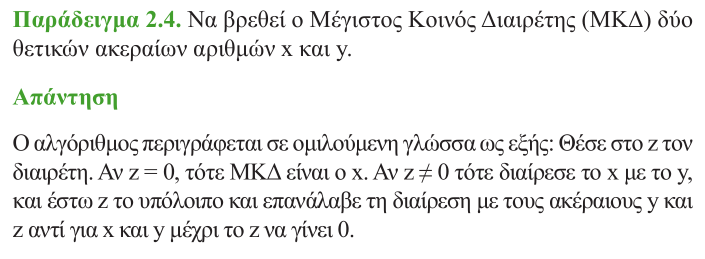 Παράδειγμα 2.4. Να βρεθεί ο Μέγιστος Κοινός Διαιρέτης (ΜΚΔ) δύο
θετικών ακεραίων αριθμών x και y.
Απάντηση
Ο αλγόριθμος περιγράφεται σε ομιλούμενη γλώσσα ως εξής: Θέσε στο z τον
διαιρέτη. Αν z = 0, τότε ΜΚΔ είναι ο x. Αν z ≠ 0 τότε διαίρεσε το x με το y,
και έστω z το υπόλοιπο και επανάλαβε τη διαίρεση με τους ακέραιους y και
z αντί για x και y μέχρι το z να γίνει 0.